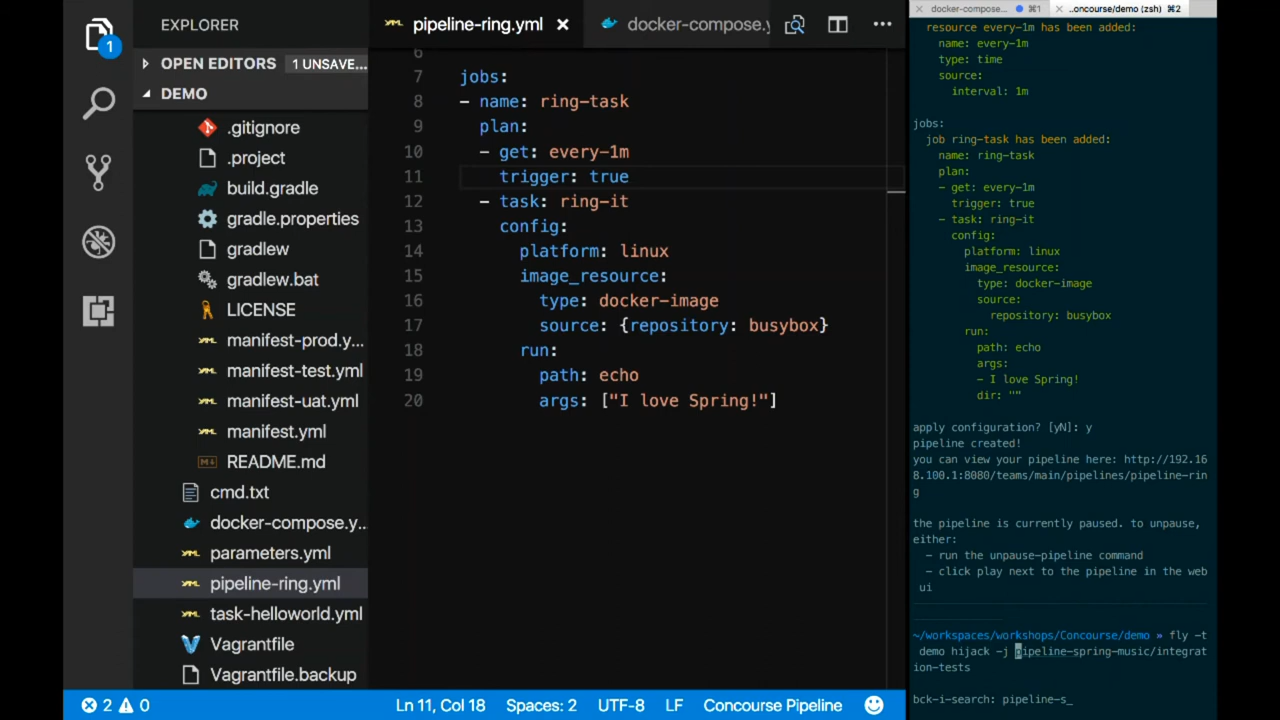 1
EXPLORER
OPEN EDITORS 1 UNSAVE...
DEMO
.gitignore
.project
build.gradle
gradle.properties
gradlew
gradlew.bat
LICENSE
manifest-prod.y...
manifest-test.yml
manifest-uat.yml
manifest.yml
README.md
cmd.txt
docker-compose.y...
parameters.yml
pipeline-ring.yml
task-helloworld.yml
Vagrantfile
Vagrantfile.backup
pipeline-ring.yml docker-compose.y
6
7 jobs:
8 - name: ring-task
9 plan:
10 - get: every-1m
11 trigger: true
12 - task: ring-it
13 config:
14 platform: linux
15 image_resource:
16 type: docker-image
17 source: {repository: busybox}
18 run:
19 path: echo
20 args: ["I love Spring!"]
2 0 Ln 11, Col 18 Spaces: 2 UTF-8 LF Concourse Pipeline
docker-compose... ⌘1 ..oncourse/demo (zsh) ⌘2
resource every-1m has been added:
name: every-1m
type: time
source:
interval: 1m
jobs:
job ring-task has been added:
name: ring-task
plan:
- get: every-1m
trigger: true
- task: ring-it
config:
platform: linux
image_resource:
type: docker-image
source:
repository: busybox
run:
path: echo
args:
- I love Spring!
dir: ""
apply configuration? [yN]: y
pipeline created!
you can view your pipeline here: http://192.16
8.100.1:8080/teams/main/pipelines/pipeline-rin
g
the pipeline is currently paused. to unpause,
either:
- run the unpause-pipeline command
- click play next to the pipeline in the web
ui
~/workspaces/workshops/Concourse/demo » fly -t
demo hijack -j pipeline-spring-music/integrat
ion-tests
bck-i-search: pipeline-s_